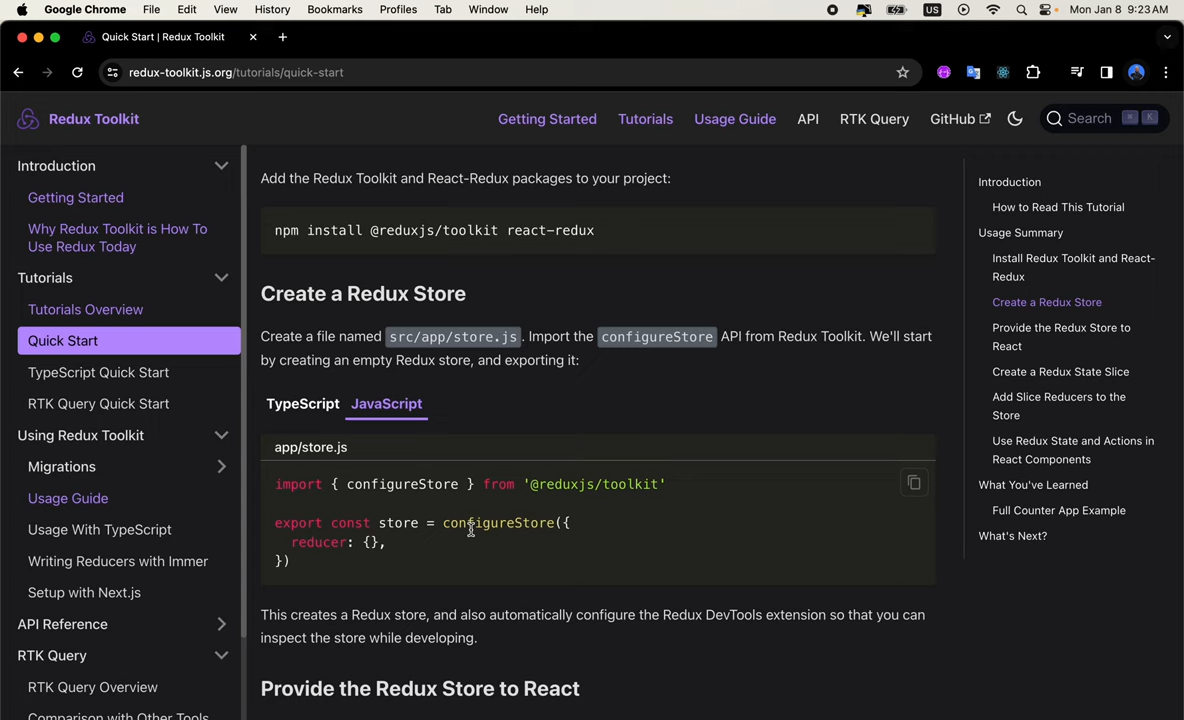 Google Chrome File Edit View History Bookmarks Profiles Tab Window Help US Mon Jan 8 9:23 AM
Quick Start | Redux Toolkit
redux-toolkit.js.org/tutorials/quick-start
Redux Toolkit Getting Started Tutorials Usage Guide API RTK Query GitHub Search ⌘ K
Introduction
Getting Started
Why Redux Toolkit is How To
Use Redux Today
Tutorials
Tutorials Overview
Quick Start
TypeScript Quick Start
RTK Query Quick Start
Using Redux Toolkit
Migrations
Usage Guide
Usage With TypeScript
Writing Reducers with Immer
Setup with Next.js
API Reference
RTK Query
RTK Query Overview
Comparison with Other Tools
Add the Redux Toolkit and React-Redux packages to your project:
npm install @reduxjs/toolkit react-redux
Create a Redux Store
Create a file named src/app/store.js. Import the configureStore API from Redux Toolkit. We'll start
by creating an empty Redux store, and exporting it:
TypeScript JavaScript
app/store.js
import { configureStore } from '@reduxjs/toolkit'
export const store = configureStore({
reducer: {},
})
This creates a Redux store, and also automatically configure the Redux DevTools extension so that you can
inspect the store while developing.
Provide the Redux Store to React
Introduction
How to Read This Tutorial
Usage Summary
Install Redux Toolkit and React-
Redux
Create a Redux Store
Provide the Redux Store to
React
Create a Redux State Slice
Add Slice Reducers to the
Store
Use Redux State and Actions in
React Components
What You've Learned
Full Counter App Example
What's Next?